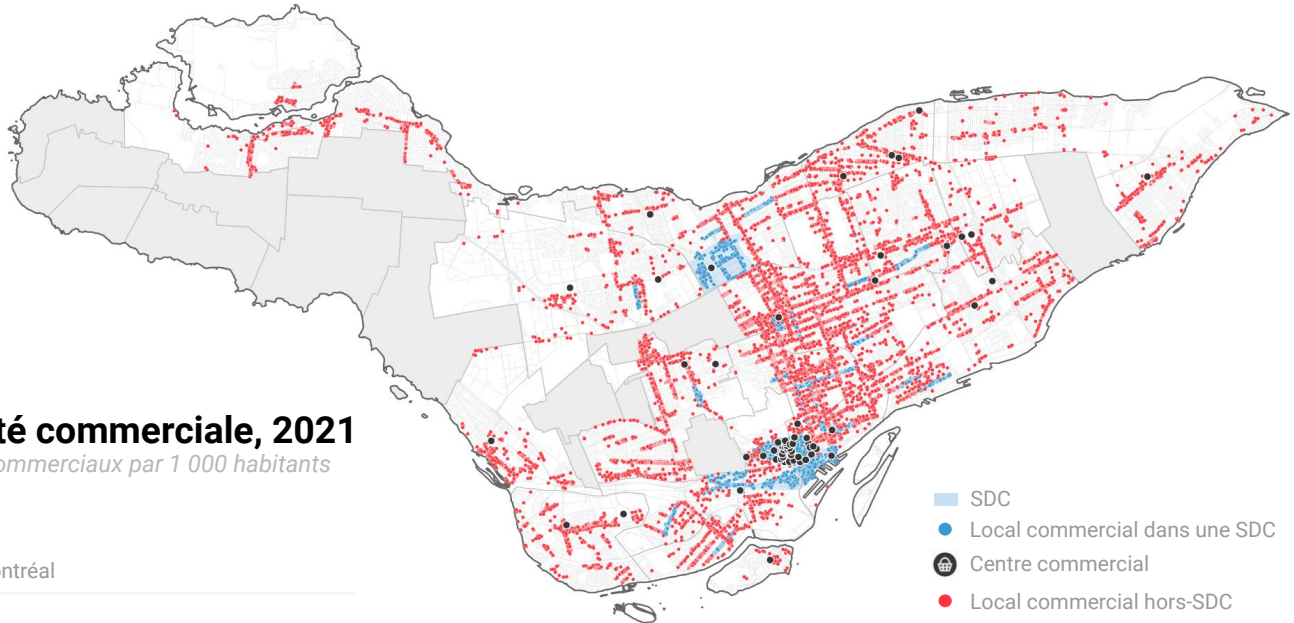 té commerciale, 2021
ommerciaux par 1 000 habitants
ontréal
SDC
Local commercial dans une SDC
Centre commercial
Local commercial hors-SDC